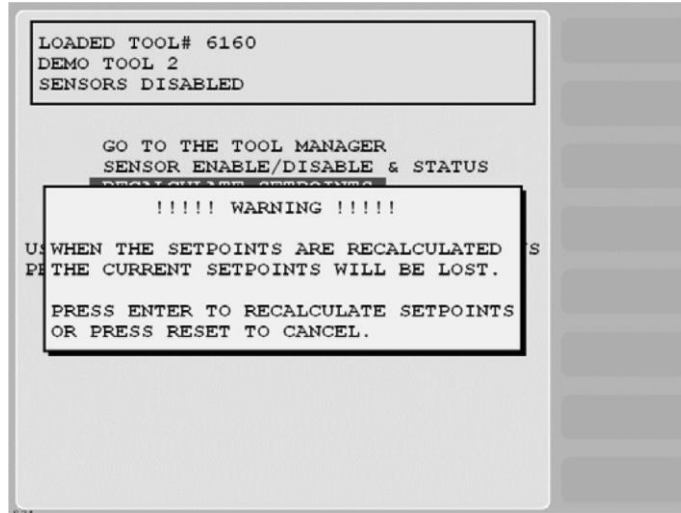 LOADED TOOL# 6160
DEMO TOOL 2
SENSORS DISABLED
GO TO THE TOOL MANAGER
SENSOR ENABLE/DISABLE & STATUS
RECALCULATE SETPOINTS
!!!!! WARNING !!!!!
WHEN THE SETPOINTS ARE RECALCULATED
THE CURRENT SETPOINTS WILL BE LOST.
PRESS ENTER TO RECALCULATE SETPOINTS
OR PRESS RESET TO CANCEL.